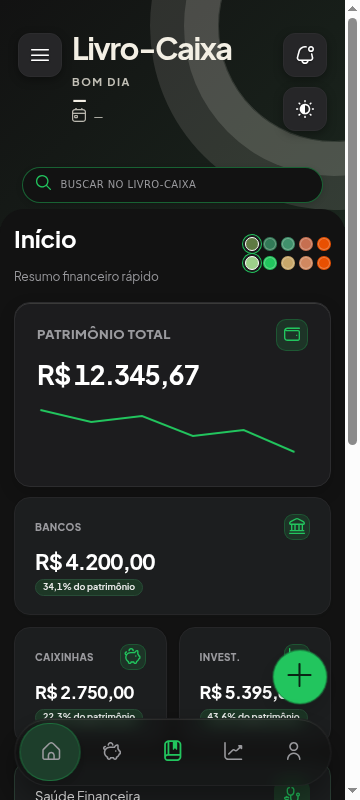 Livro-Caixa
BOM DIA
—
—
BUSCAR NO LIVRO-CAIXA
Início
Resumo financeiro rápido
PATRIMÔNIO TOTAL
R$ 12.345,67
BANCOS
R$ 4.200,00
34,1% do patrimônio
CAIXINHAS
R$ 2.750,00
22,3% do patrimônio
INVEST.
R$ 5.395,
43,6% do patrimônio
Saúde Financeira